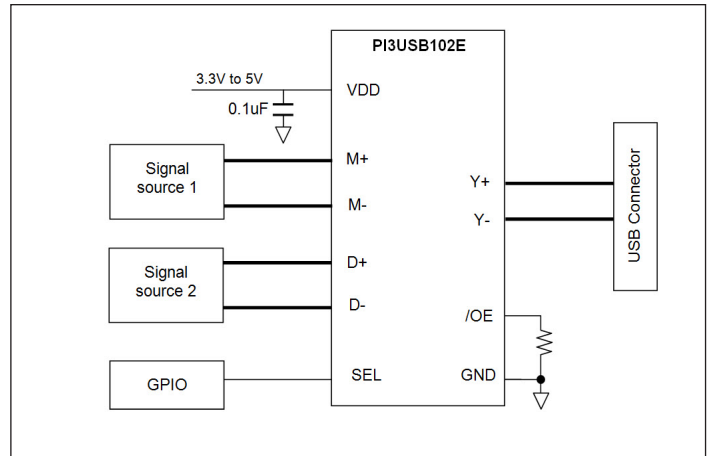 PI3USB102E
3.3V to 5V
VDD
0.1uF
M+
Signal
source 1
M-
Y+
Y-
USB Connector
D+
Signal
source 2
D-
/OE
SEL
GND
GPIO